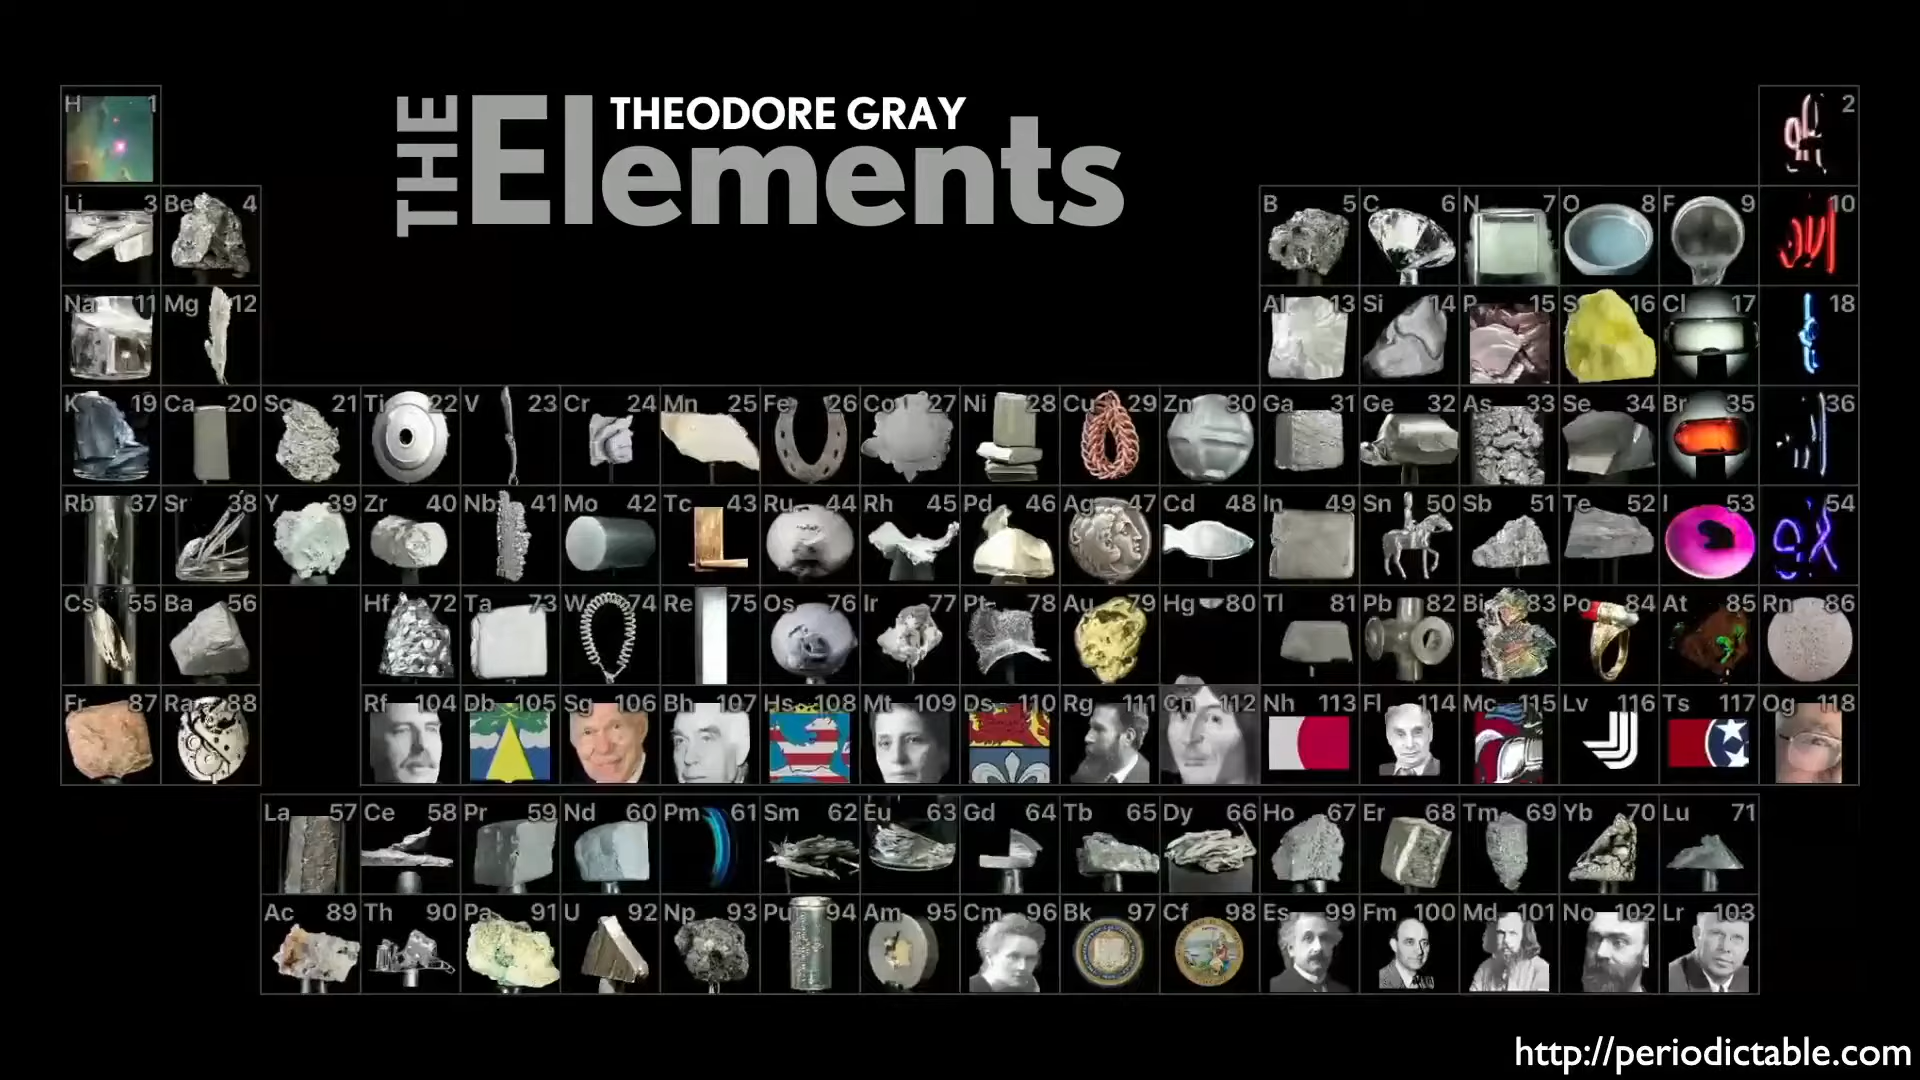 THE Elements
THEODORE GRAY
H 1
He 2
Li 3 Be 4 B 5 C 6 N 7 O 8 F 9 Ne 10
Na 11 Mg 12 Al 13 Si 14 P 15 S 16 Cl 17 Ar 18
K 19 Ca 20 Sc 21 Ti 22 V 23 Cr 24 Mn 25 Fe 26 Co 27 Ni 28 Cu 29 Zn 30 Ga 31 Ge 32 As 33 Se 34 Br 35 36
Rb 37 Sr 38 Y 39 Zr 40 Nb 41 Mo 42 Tc 43 Ru 44 Rh 45 Pd 46 Ag 47 Cd 48 In 49 Sn 50 Sb 51 Te 52 I 53 Xe 54
Cs 55 Ba 56 Hf 72 Ta 73 W 74 Re 75 Os 76 Ir 77 Pt 78 Au 79 Hg 80 Tl 81 Pb 82 Bi 83 Po 84 At 85 Rn 86
Fr 87 Ra 88 Rf 104 Db 105 Sg 106 Bh 107 Hs 108 Mt 109 Ds 110 Rg 111 Cn 112 Nh 113 Fl 114 Mc 115 Lv 116 Ts 117 Og 118
La 57 Ce 58 Pr 59 Nd 60 Pm 61 Sm 62 Eu 63 Gd 64 Tb 65 Dy 66 Ho 67 Er 68 Tm 69 Yb 70 Lu 71
Ac 89 Th 90 Pa 91 U 92 Np 93 Pu 94 Am 95 Cm 96 Bk 97 Cf 98 Es 99 Fm 100 Md 101 No 102 Lr 103
http://periodictable.com